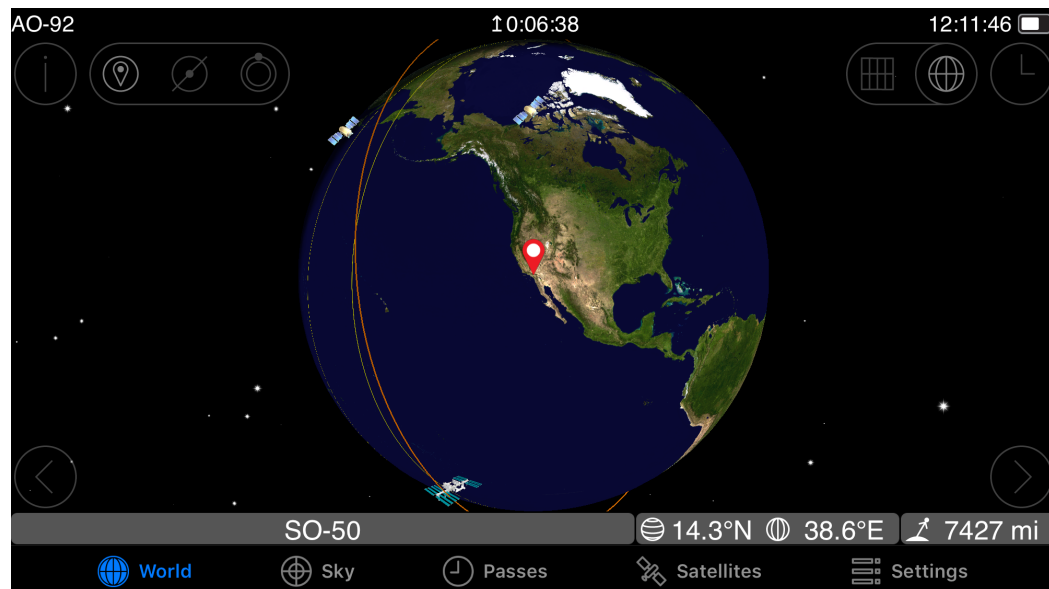 AO-92 ↥0:06:38 12:11:46
SO-50 14.3°N 38.6°E 7427 mi
World Sky Passes Satellites Settings